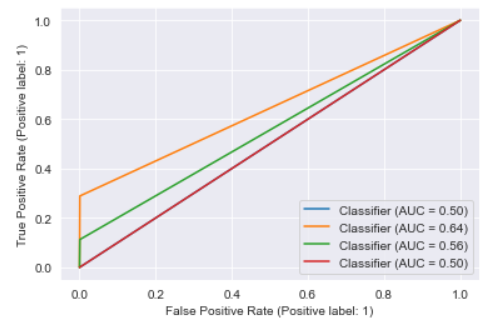 True Positive Rate (Positive label: 1)
1.0
0.8
0.6
0.4
0.2
0.0
Classifier (AUC = 0.50)
Classifier (AUC = 0.64)
Classifier (AUC = 0.56)
Classifier (AUC = 0.50)
0.0 0.2 0.4 0.6 0.8 1.0
False Positive Rate (Positive label: 1)